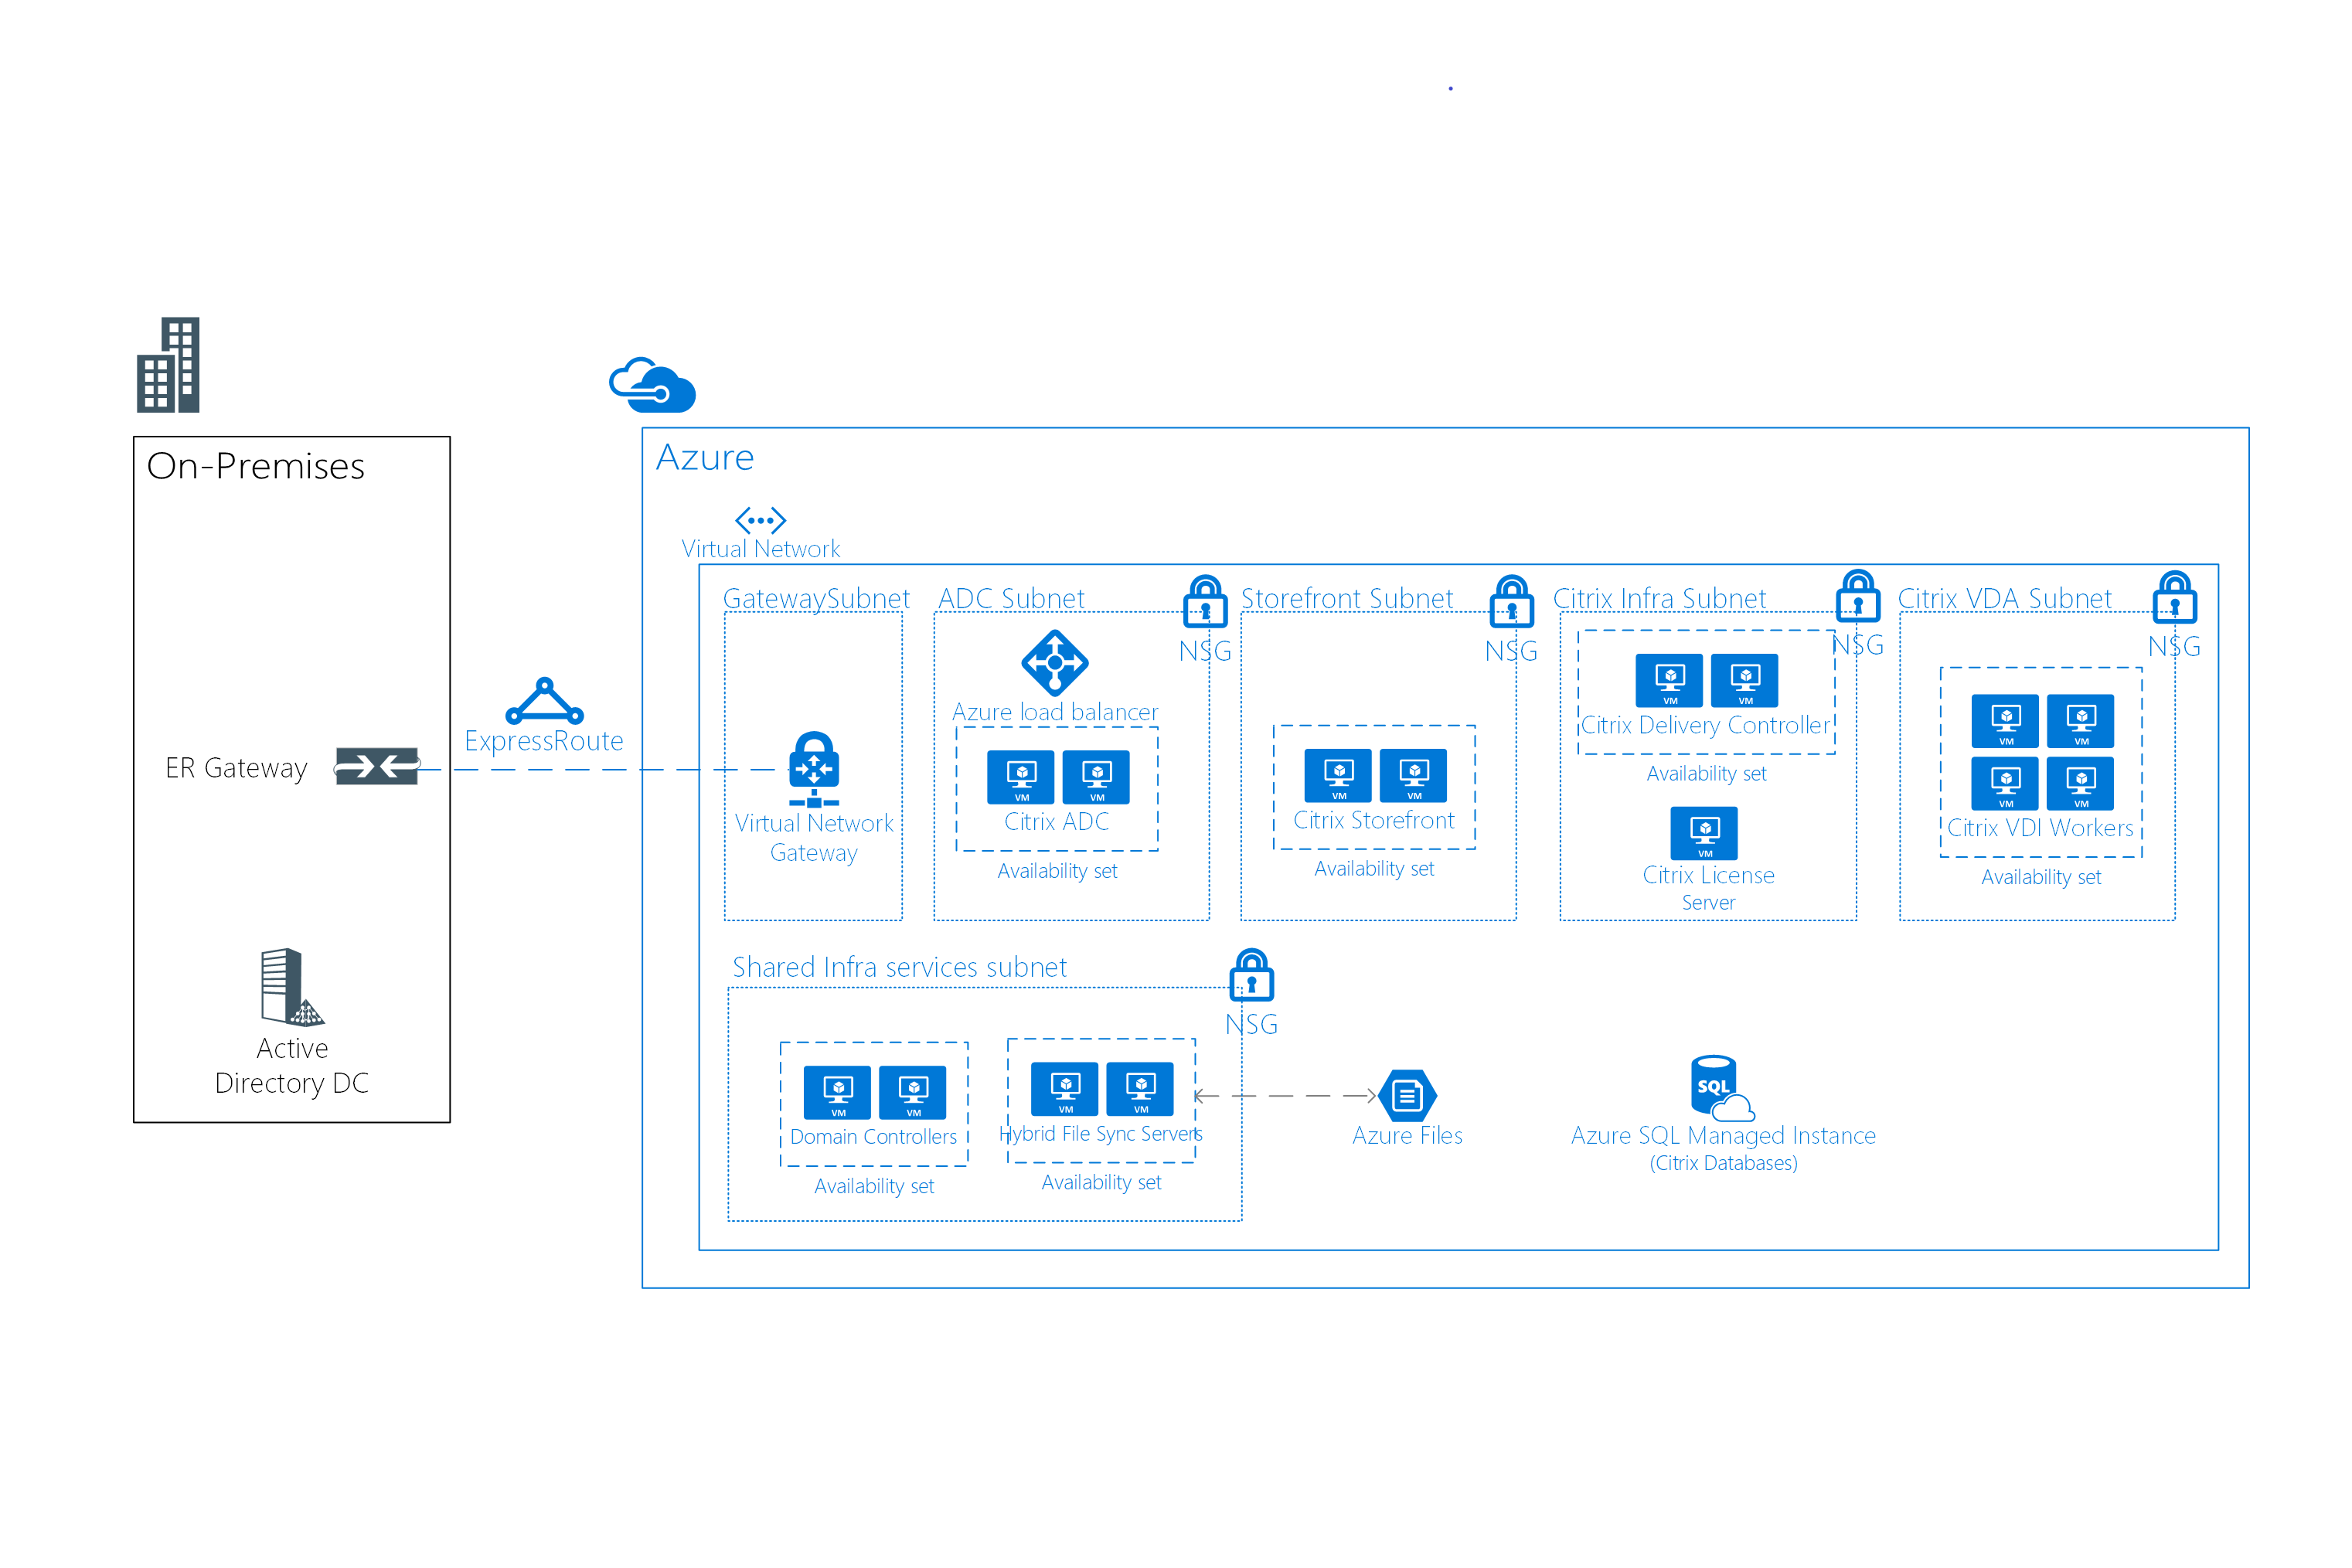 On-Premises
ER Gateway
Active
Directory DC
ExpressRoute
Azure
Virtual Network
GatewaySubnet
Virtual Network
Gateway
ADC Subnet
NSG
Azure load balancer
VM VM
Citrix ADC
Availability set
Storefront Subnet
NSG
VM VM
Citrix Storefront
Availability set
Citrix Infra Subnet
NSG
VM VM
Citrix Delivery Controller
Availability set
VM
Citrix License
Server
Citrix VDA Subnet
NSG
VM VM
VM VM
Citrix VDI Workers
Availability set
Shared Infra services subnet
NSG
VM VM
Domain Controllers
Availability set
VM VM
Hybrid File Sync Servers
Availability set
Azure Files
SQL
Azure SQL Managed Instance
(Citrix Databases)